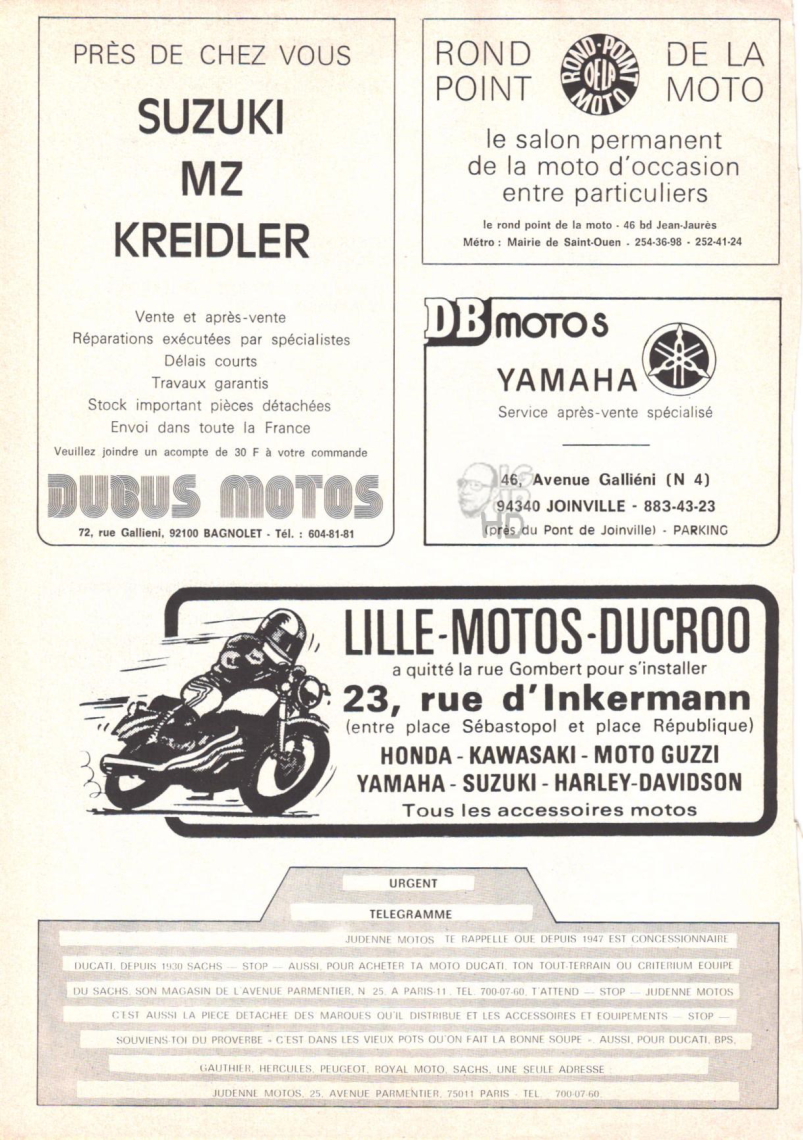 PRÈS DE CHEZ VOUS
SUZUKI
MZ
KREIDLER
Vente et après-vente
Réparations exécutées par spécialistes
Délais courts
Travaux garantis
Stock important pièces détachées
Envoi dans toute la France
Veuillez joindre un acompte de 30 F à votre commande
DUBUS MOTOS
72, rue Gallieni, 92100 BAGNOLET - Tél. : 604-81-81
ROND POINT DE LA MOTO
ROND-POINT
DE LA
MOTO
le salon permanent
de la moto d'occasion
entre particuliers
le rond point de la moto - 46 bd Jean-Jaurès
Métro : Mairie de Saint-Ouen - 254-36-98 - 252-41-24
DB MOTOS
YAMAHA
Service après-vente spécialisé
46, Avenue Galliéni (N 4)
94340 JOINVILLE - 883-43-23
(près du Pont de Joinville) - PARKING
HD
LILLE-MOTOS-DUCROO
a quitté la rue Gombert pour s'installer
23, rue d'Inkermann
(entre place Sébastopol et place République)
HONDA - KAWASAKI - MOTO GUZZI
YAMAHA - SUZUKI - HARLEY-DAVIDSON
Tous les accessoires motos
URGENT
TELEGRAMME
JUDENNE MOTOS TE RAPPELLE QUE DEPUIS 1947 EST CONCESSIONNAIRE
DUCATI, DEPUIS 1930 SACHS — STOP — AUSSI, POUR ACHETER TA MOTO DUCATI, TON TOUT-TERRAIN OU CRITERIUM EQUIPE
DU SACHS, SON MAGASIN DE L'AVENUE PARMENTIER, N 25, A PARIS-11, TEL 700-07-60, T'ATTEND — STOP — JUDENNE MOTOS
C'EST AUSSI LA PIECE DETACHEE DES MARQUES QU'IL DISTRIBUE ET LES ACCESSOIRES ET EQUIPEMENTS — STOP —
SOUVIENS-TOI DU PROVERBE « C'EST DANS LES VIEUX POTS QU'ON FAIT LA BONNE SOUPE ». AUSSI, POUR DUCATI, BPS,
GAUTHIER, HERCULES, PEUGEOT, ROYAL MOTO, SACHS, UNE SEULE ADRESSE
JUDENNE MOTOS, 25, AVENUE PARMENTIER, 75011 PARIS - TEL. 700-07-60.